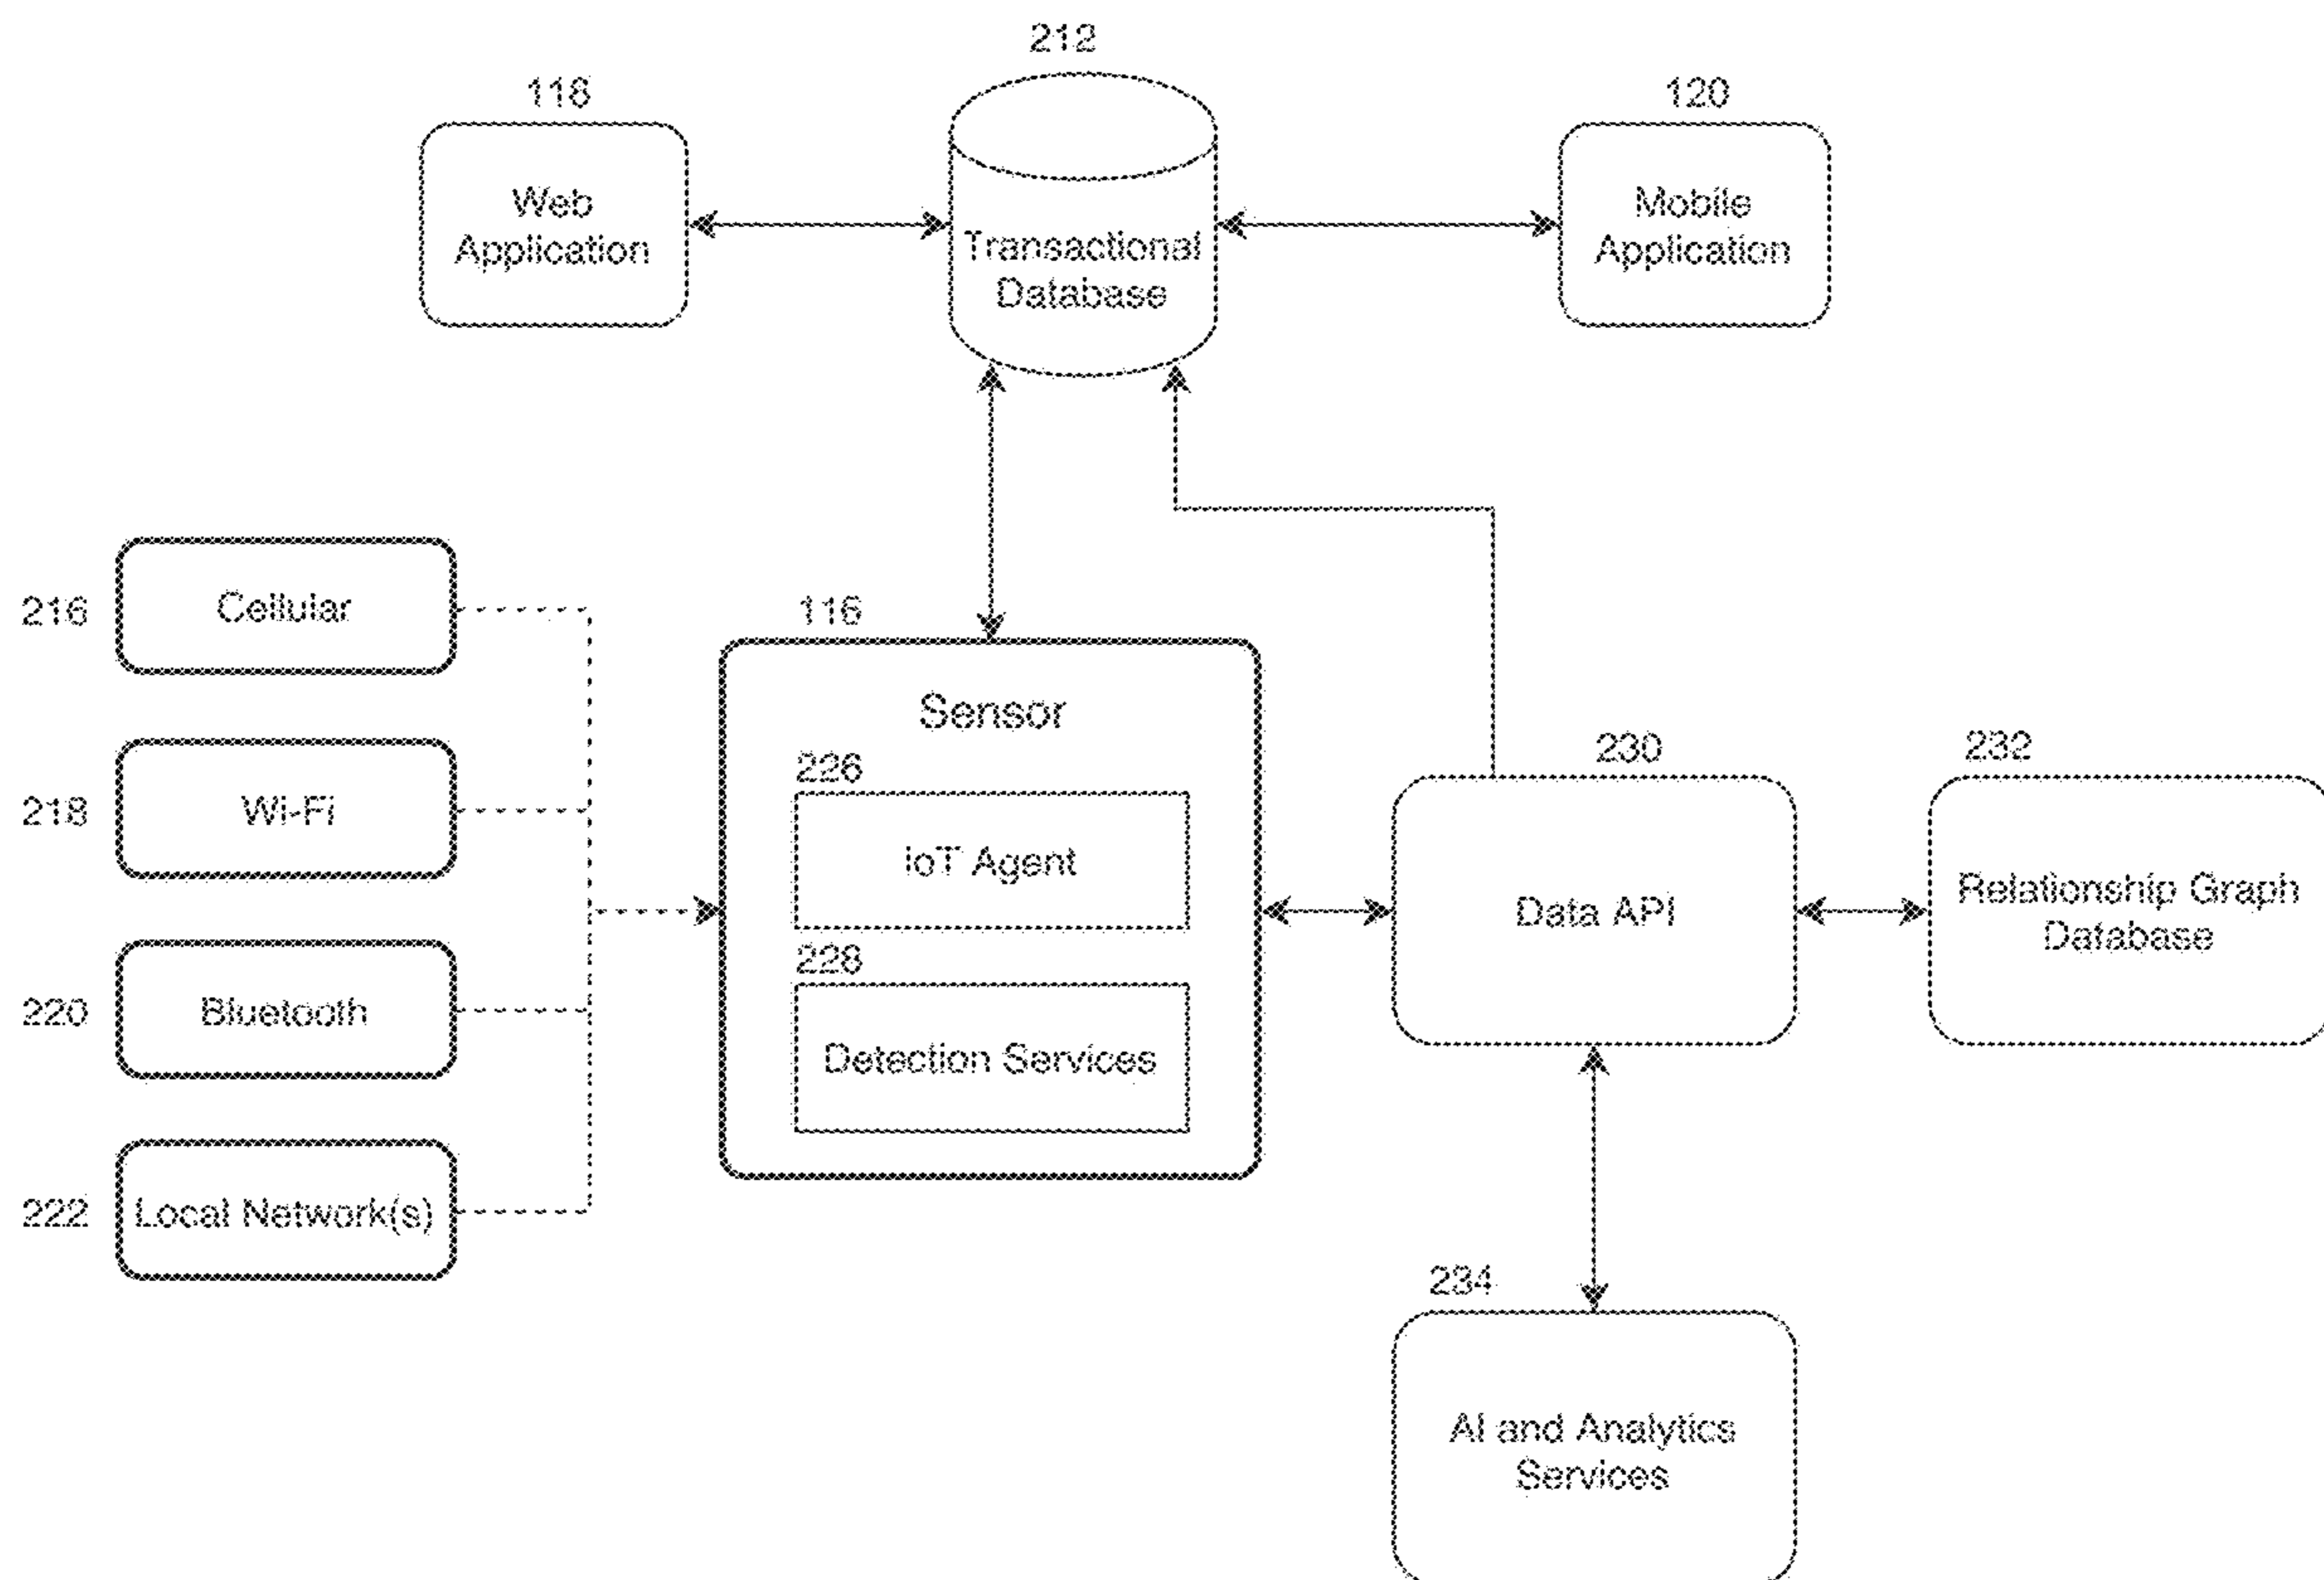 212
118
120
Web
Application
Transactional
Database
Mobile
Application
216
Cellular
218
Wi-Fi
220
Bluetooth
222
Local Network(s)
116
Sensor
226
IoT Agent
228
Detection Services
230
Data API
232
Relationship Graph
Database
234
AI and Analytics
Services